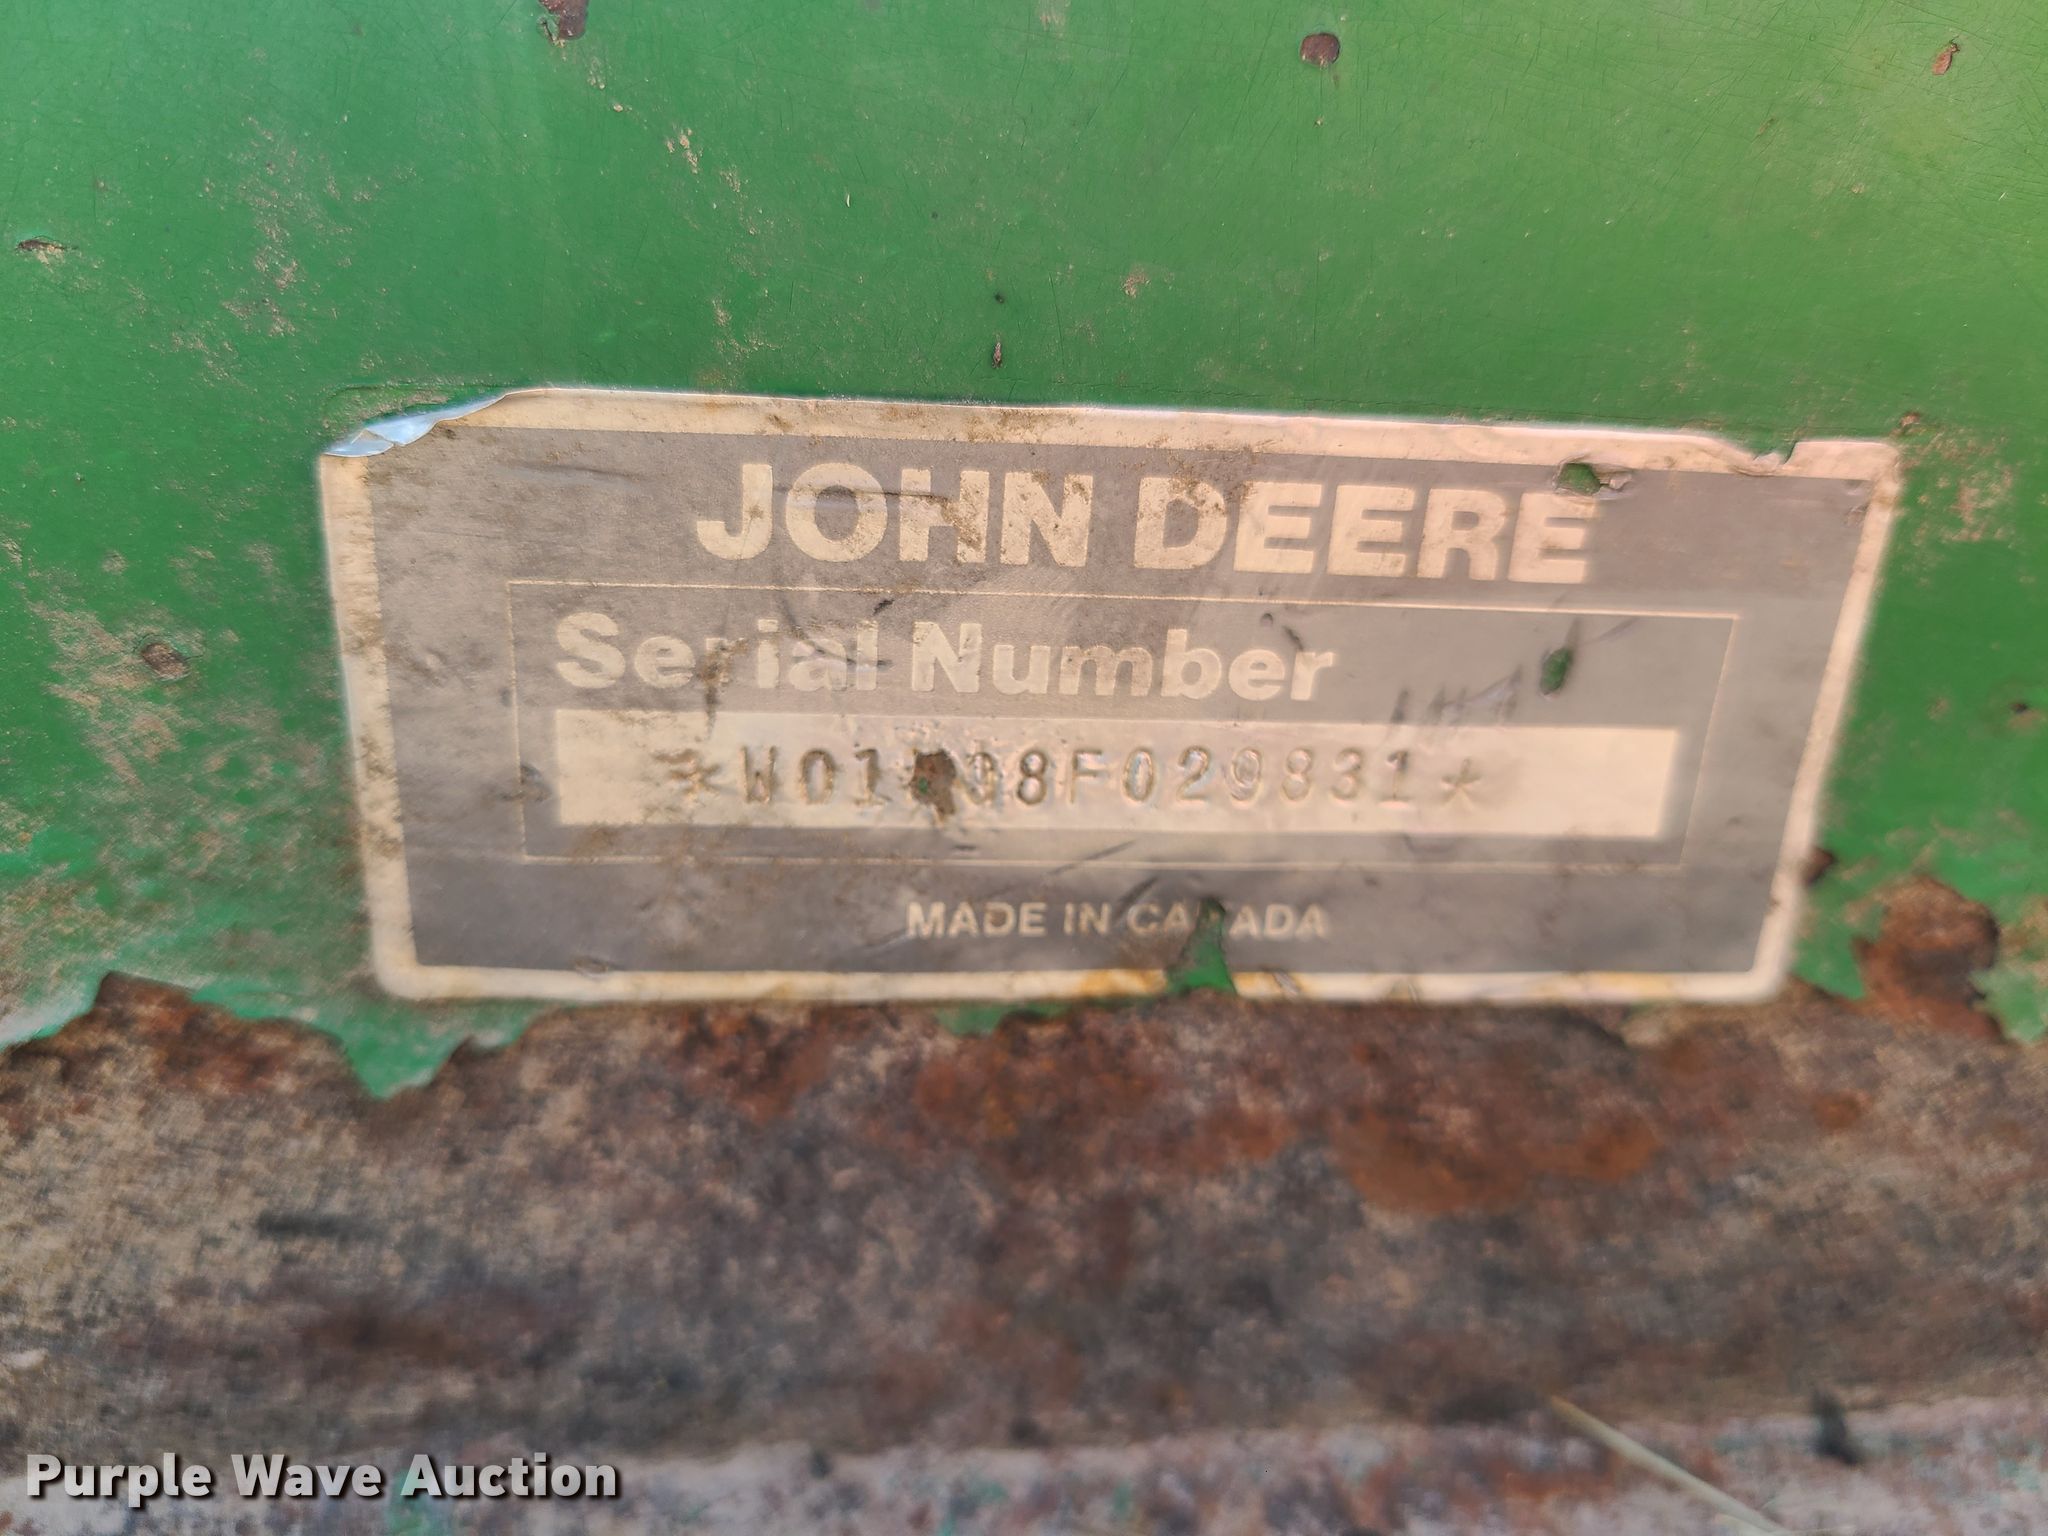 JOHN DEERE
Serial Number
MADE IN CANADA
Purple Wave Auction